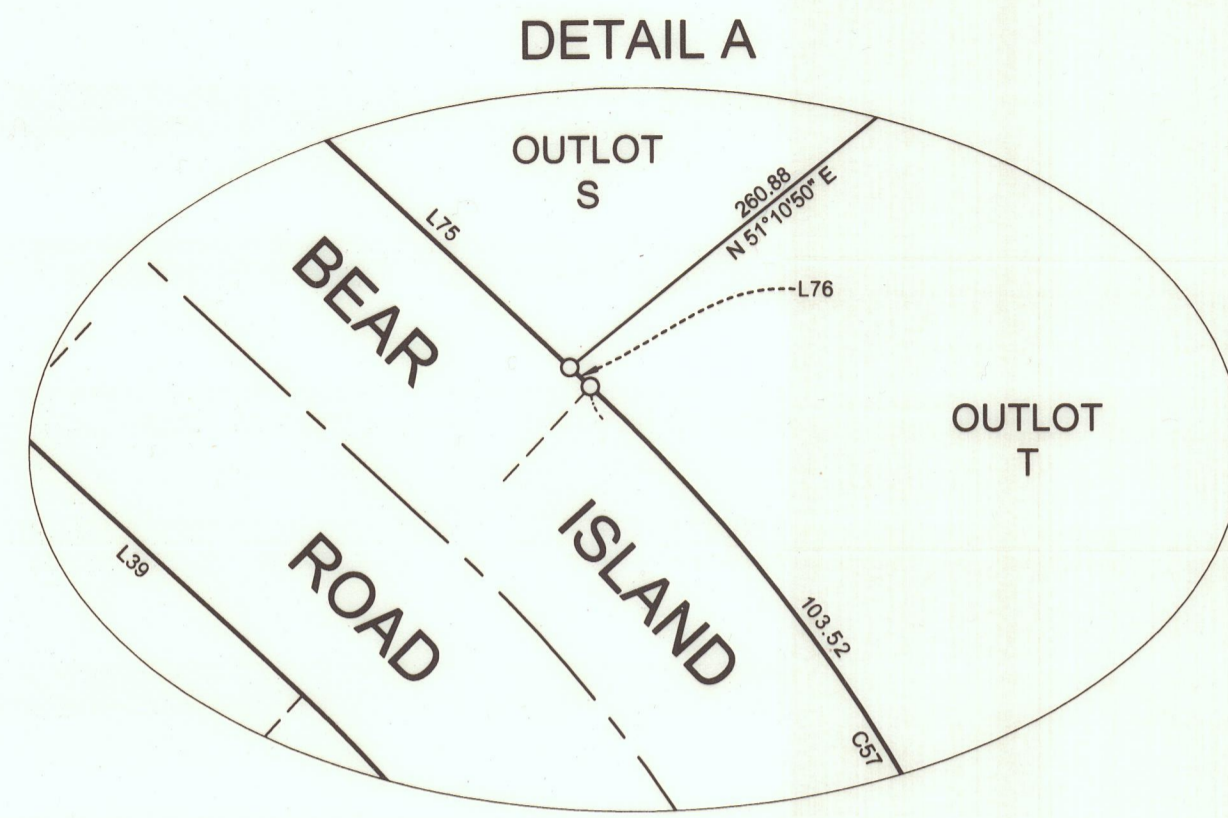 DETAIL A
OUTLOT
S
260.88
N 51°10'50" E
L75
L76
BEAR
ISLAND
ROAD
OUTLOT
T
L39
103.52
C57